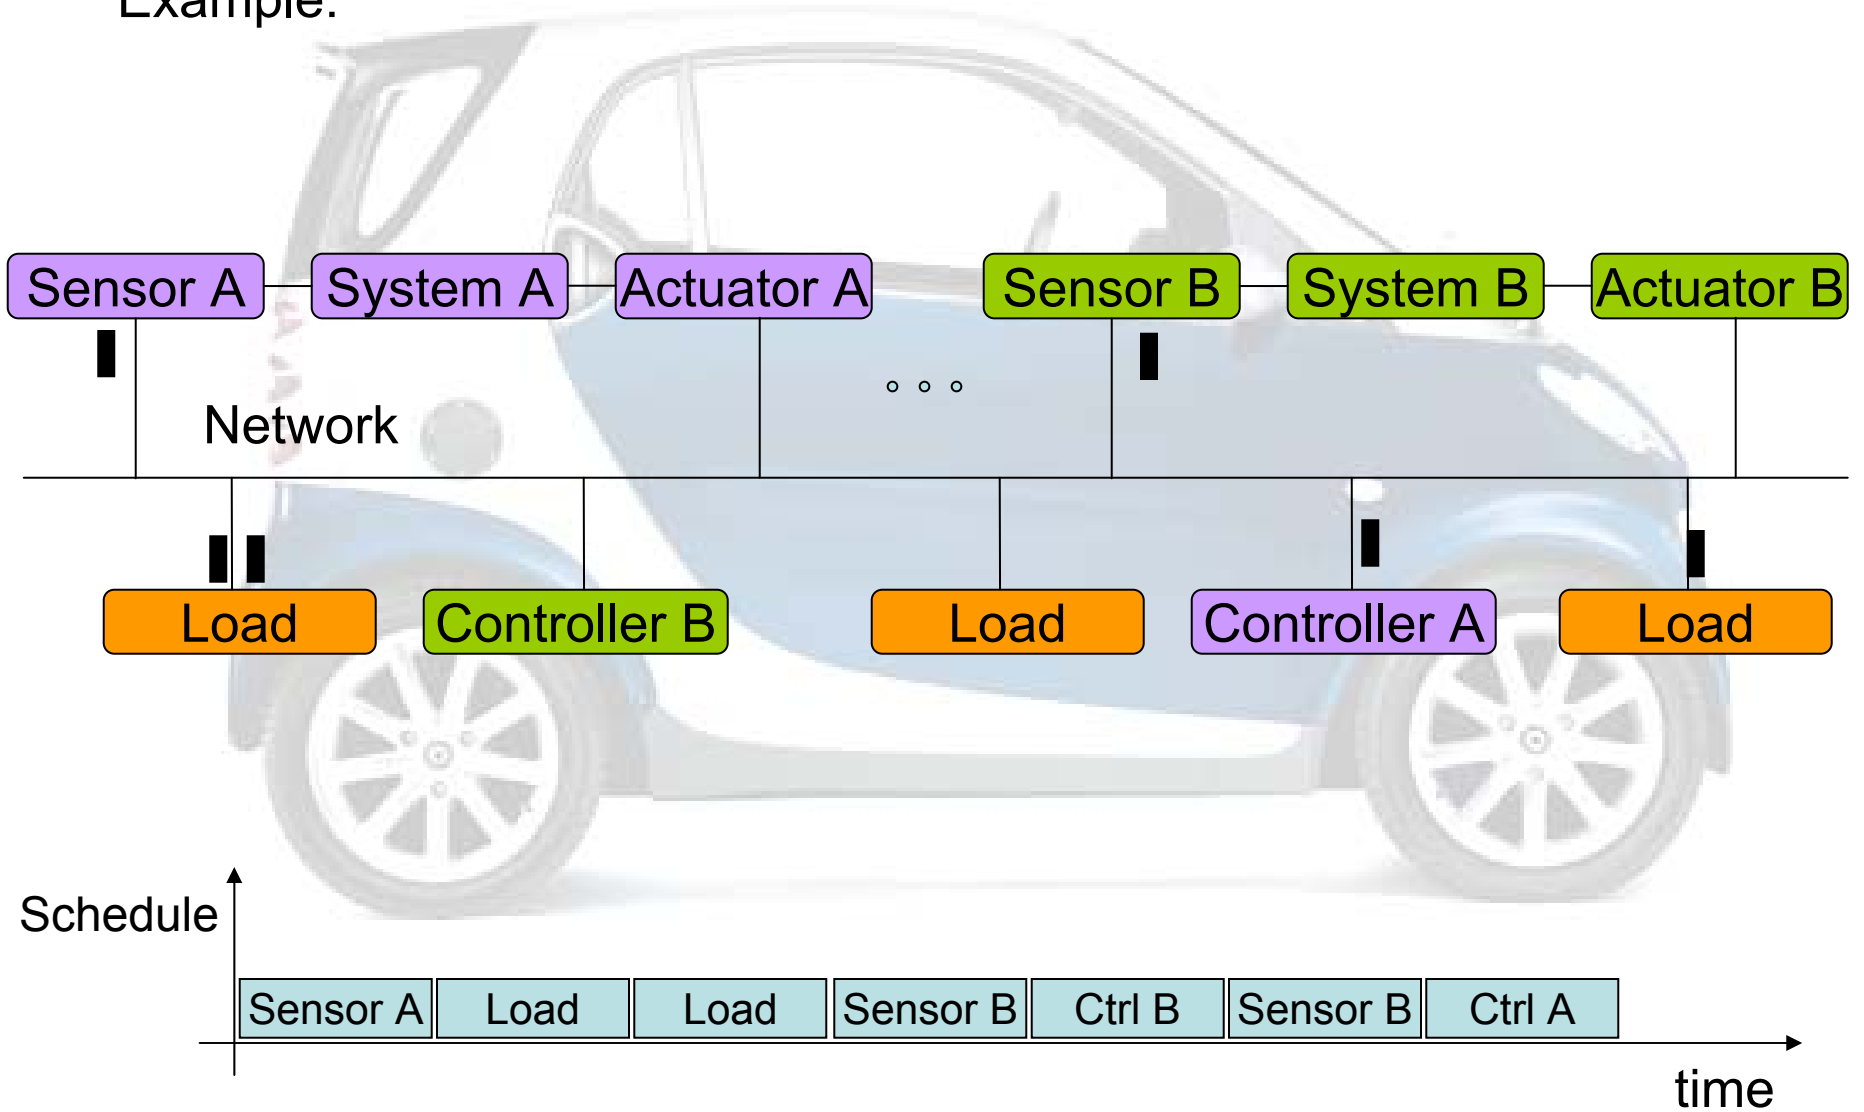 Example:
Sensor A System A Actuator A Sensor B System B Actuator B
Network
Load Controller B Load Controller A Load
Schedule
Sensor A Load Load Sensor B Ctrl B Sensor B Ctrl A
time